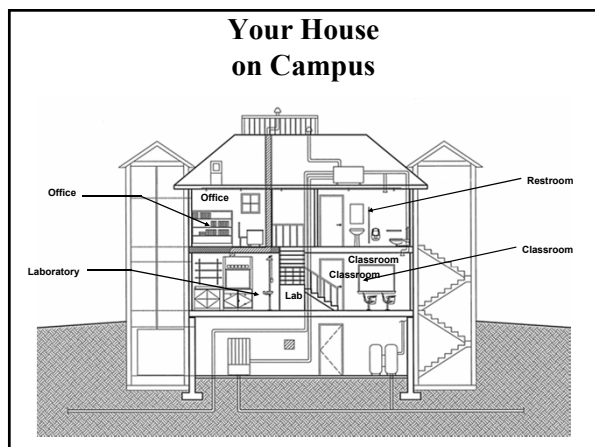 Your House
on Campus
Office
Office
Restroom
Laboratory
Classroom
Classroom
Classroom
Lab